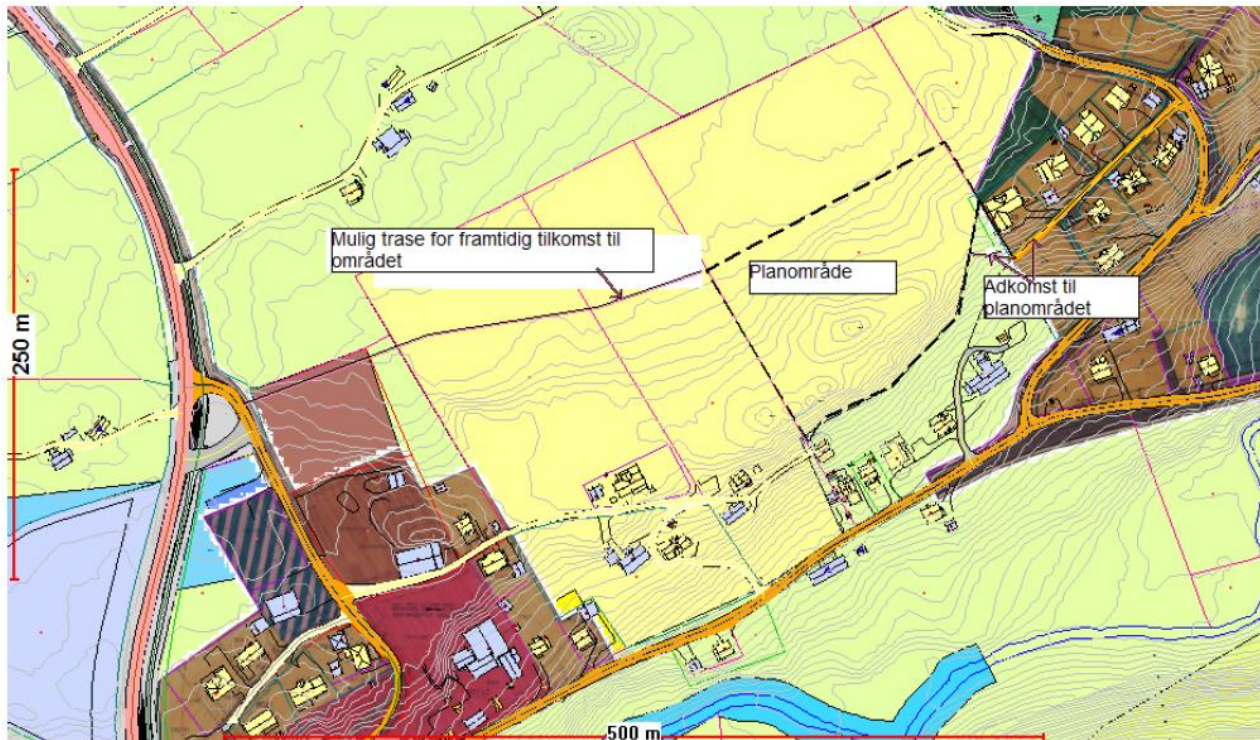 Mulig trase for framtidig tilkomst til
området
Planområde
Adkomst til
planområdet
250 m
500 m